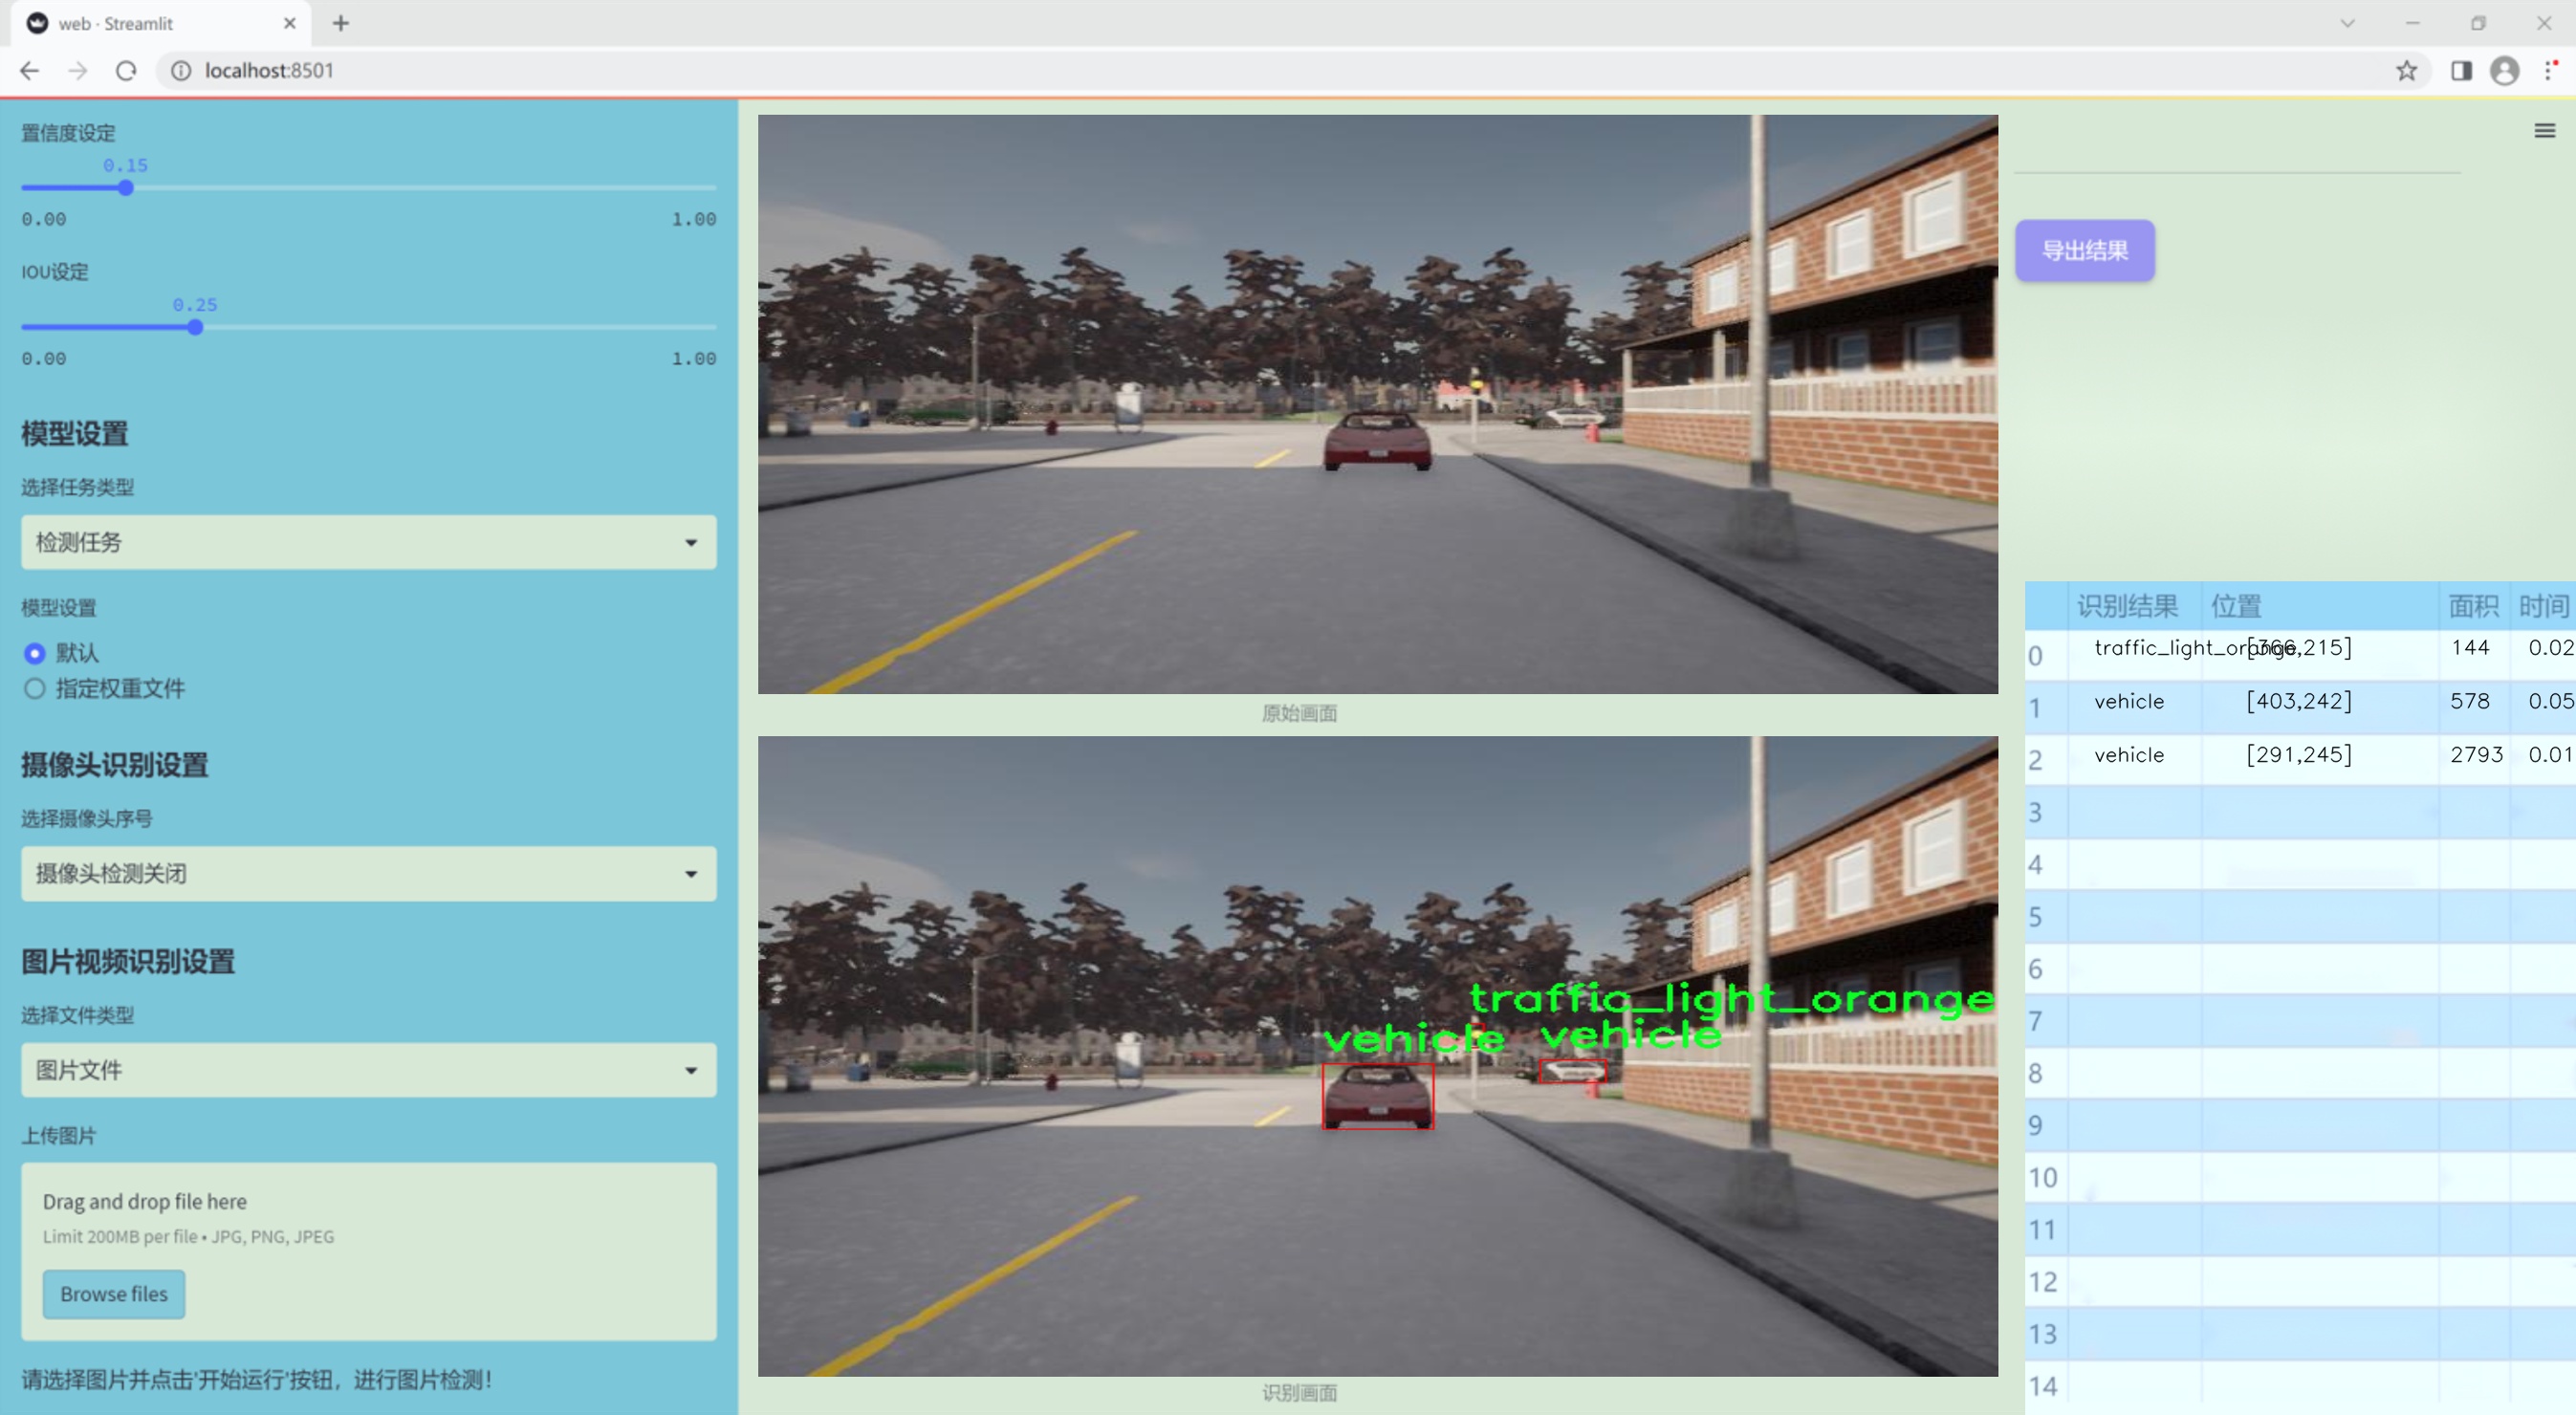 web · Streamlit
localhost:8501
置信度设定
0.15
0.00 1.00
IOU设定
0.25
0.00 1.00
模型设置
选择任务类型
检测任务
模型设置
默认
指定权重文件
摄像头识别设置
选择摄像头序号
摄像头检测关闭
图片视频识别设置
选择文件类型
图片文件
上传图片
Drag and drop file here
Limit 200MB per file • JPG, PNG, JPEG
Browse files
请选择图片并点击'开始运行'按钮，进行图片检测！
原始画面
traffic_light_orange
vehicle vehicle
识别画面
导出结果
识别结果 位置 面积 时间
0 traffic_light_orange [366,215] 144 0.02
1 vehicle [403,242] 578 0.05
2 vehicle [291,245] 2793 0.01
3
4
5
6
7
8
9
10
11
12
13
14